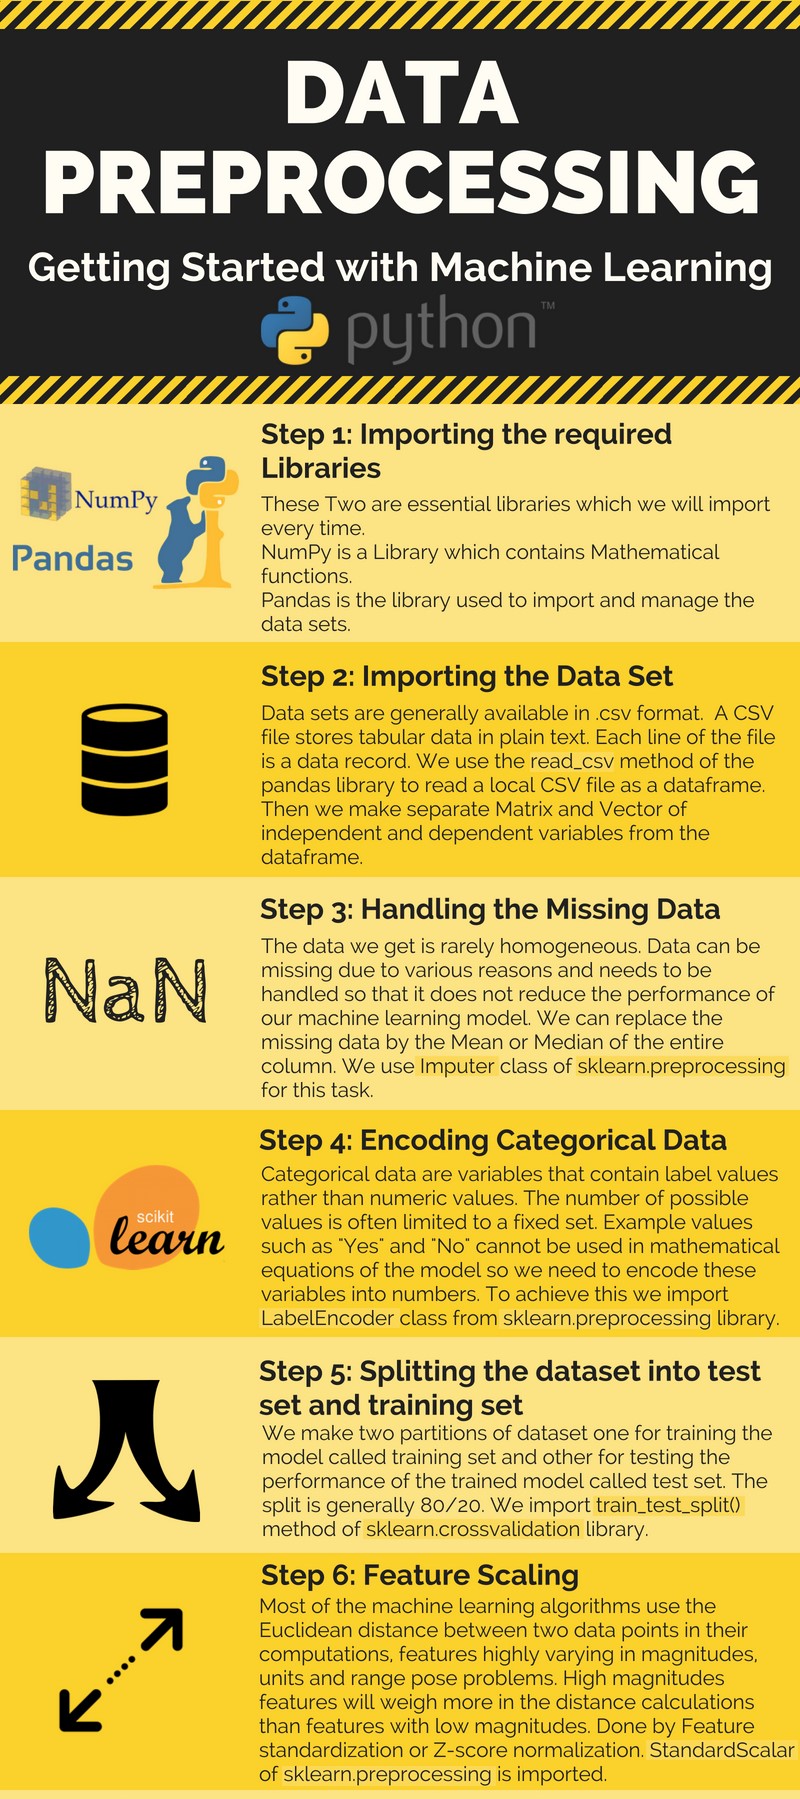 DATA
PREPROCESSING
Getting Started with Machine Learning
python™
Step 1: Importing the required
Libraries
NumPy
Pandas
These Two are essential libraries which we will import
every time.
NumPy is a Library which contains Mathematical
functions.
Pandas is the library used to import and manage the
data sets.
Step 2: Importing the Data Set
Data sets are generally available in .csv format.  A CSV
file stores tabular data in plain text. Each line of the file
is a data record. We use the read_csv method of the
pandas library to read a local CSV file as a dataframe.
Then we make separate Matrix and Vector of
independent and dependent variables from the
dataframe.
Step 3: Handling the Missing Data
NaN
The data we get is rarely homogeneous. Data can be
missing due to various reasons and needs to be
handled so that it does not reduce the performance of
our machine learning model. We can replace the
missing data by the Mean or Median of the entire
column. We use Imputer class of sklearn.preprocessing
for this task.
Step 4: Encoding Categorical Data
scikit
learn
Categorical data are variables that contain label values
rather than numeric values. The number of possible
values is often limited to a fixed set. Example values
such as "Yes" and "No" cannot be used in mathematical
equations of the model so we need to encode these
variables into numbers. To achieve this we import
LabelEncoder class from sklearn.preprocessing library.
Step 5: Splitting the dataset into test
set and training set
We make two partitions of dataset one for training the
model called training set and other for testing the
performance of the trained model called test set. The
split is generally 80/20. We import train_test_split()
method of sklearn.crossvalidation library.
Step 6: Feature Scaling
Most of the machine learning algorithms use the
Euclidean distance between two data points in their
computations, features highly varying in magnitudes,
units and range pose problems. High magnitudes
features will weigh more in the distance calculations
than features with low magnitudes. Done by Feature
standardization or Z-score normalization. StandardScalar
of sklearn.preprocessing is imported.